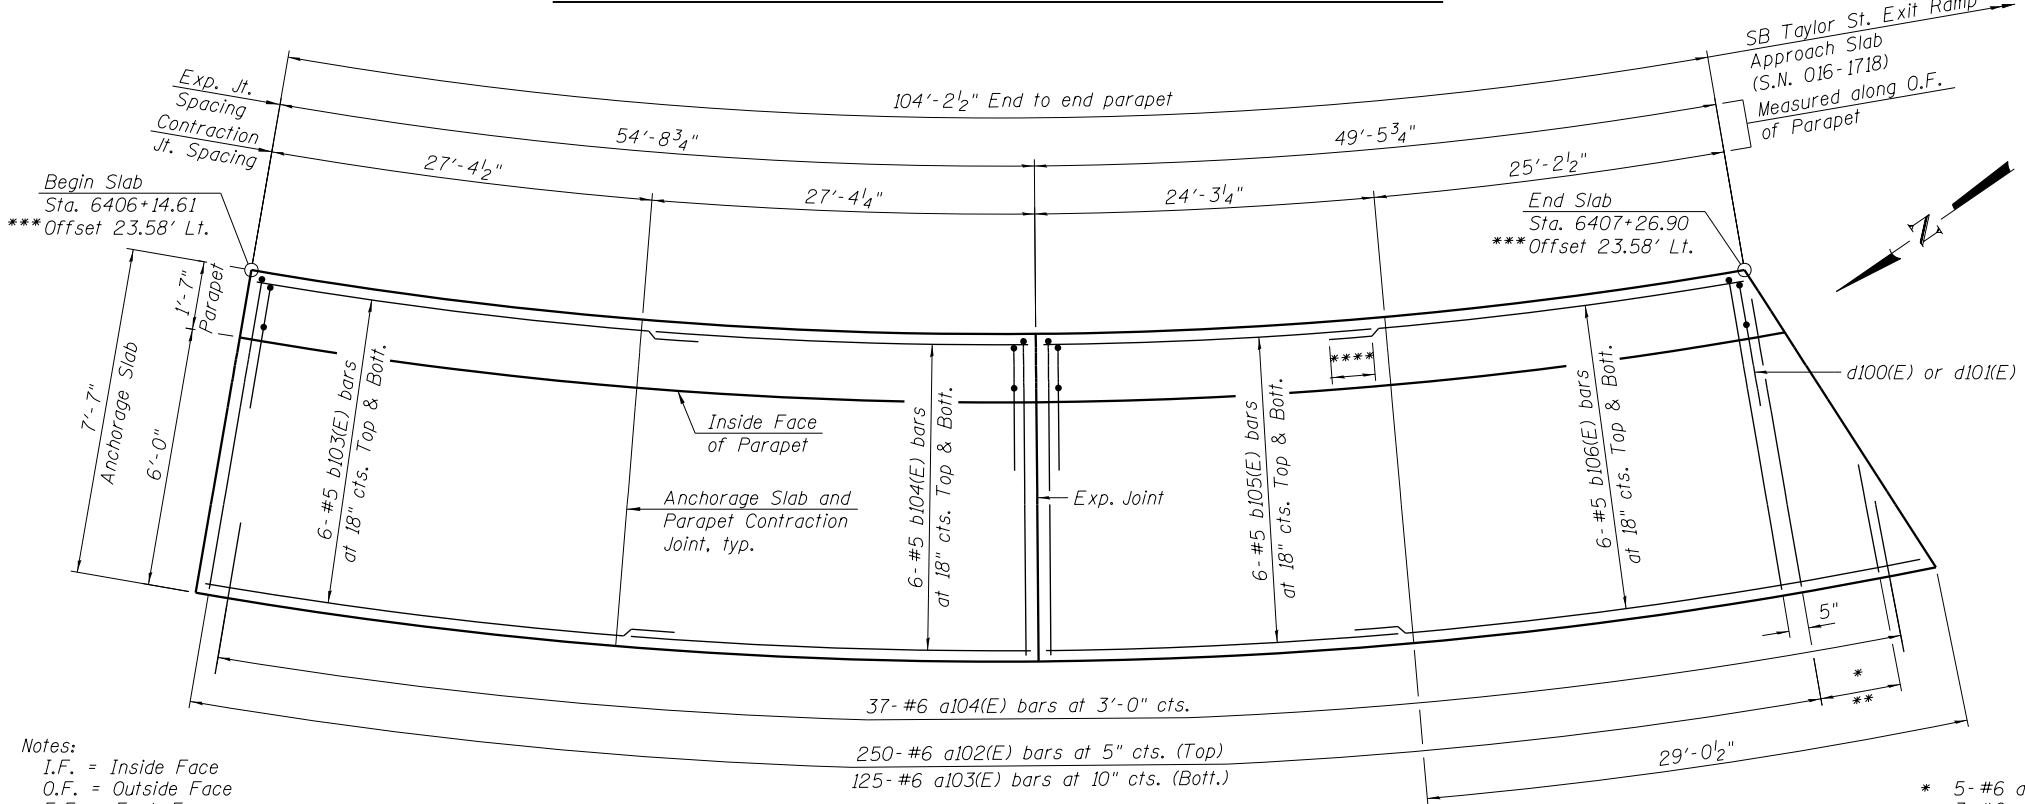 SB Taylor St. Exit Ramp
Approach Slab
(S.N. 016-1718)
Measured along O.F.
of Parapet
104'-2½" End to end parapet
Exp. Jt.
Spacing
54'-8¾"
49'-5¾"
Contraction
Jt. Spacing
27'-4½"
27'-4¼"
24'-3¼"
25'-2½"
Begin Slab
Sta. 6406+14.61
***Offset 23.58' Lt.
End Slab
Sta. 6407+26.90
***Offset 23.58' Lt.
N
7'-7"
Anchorage Slab
1'-7"
Parapet
6'-0"
6-#5 b103(E) bars
at 18" cts. Top & Bott.
Inside Face
of Parapet
Anchorage Slab and
Parapet Contraction
Joint, typ.
6-#5 b104(E) bars
at 18" cts. Top & Bott.
Exp. Joint
6-#5 b105(E) bars
at 18" cts. Top & Bott.
****
6-#5 b106(E) bars
at 18" cts. Top & Bott.
d100(E) or d101(E)
5"
*
**
37-#6 a104(E) bars at 3'-0" cts.
250-#6 a102(E) bars at 5" cts. (Top)
125-#6 a103(E) bars at 10" cts. (Bott.)
29'-0½"
Notes:
I.F. = Inside Face
O.F. = Outside Face
* 5-#6 a